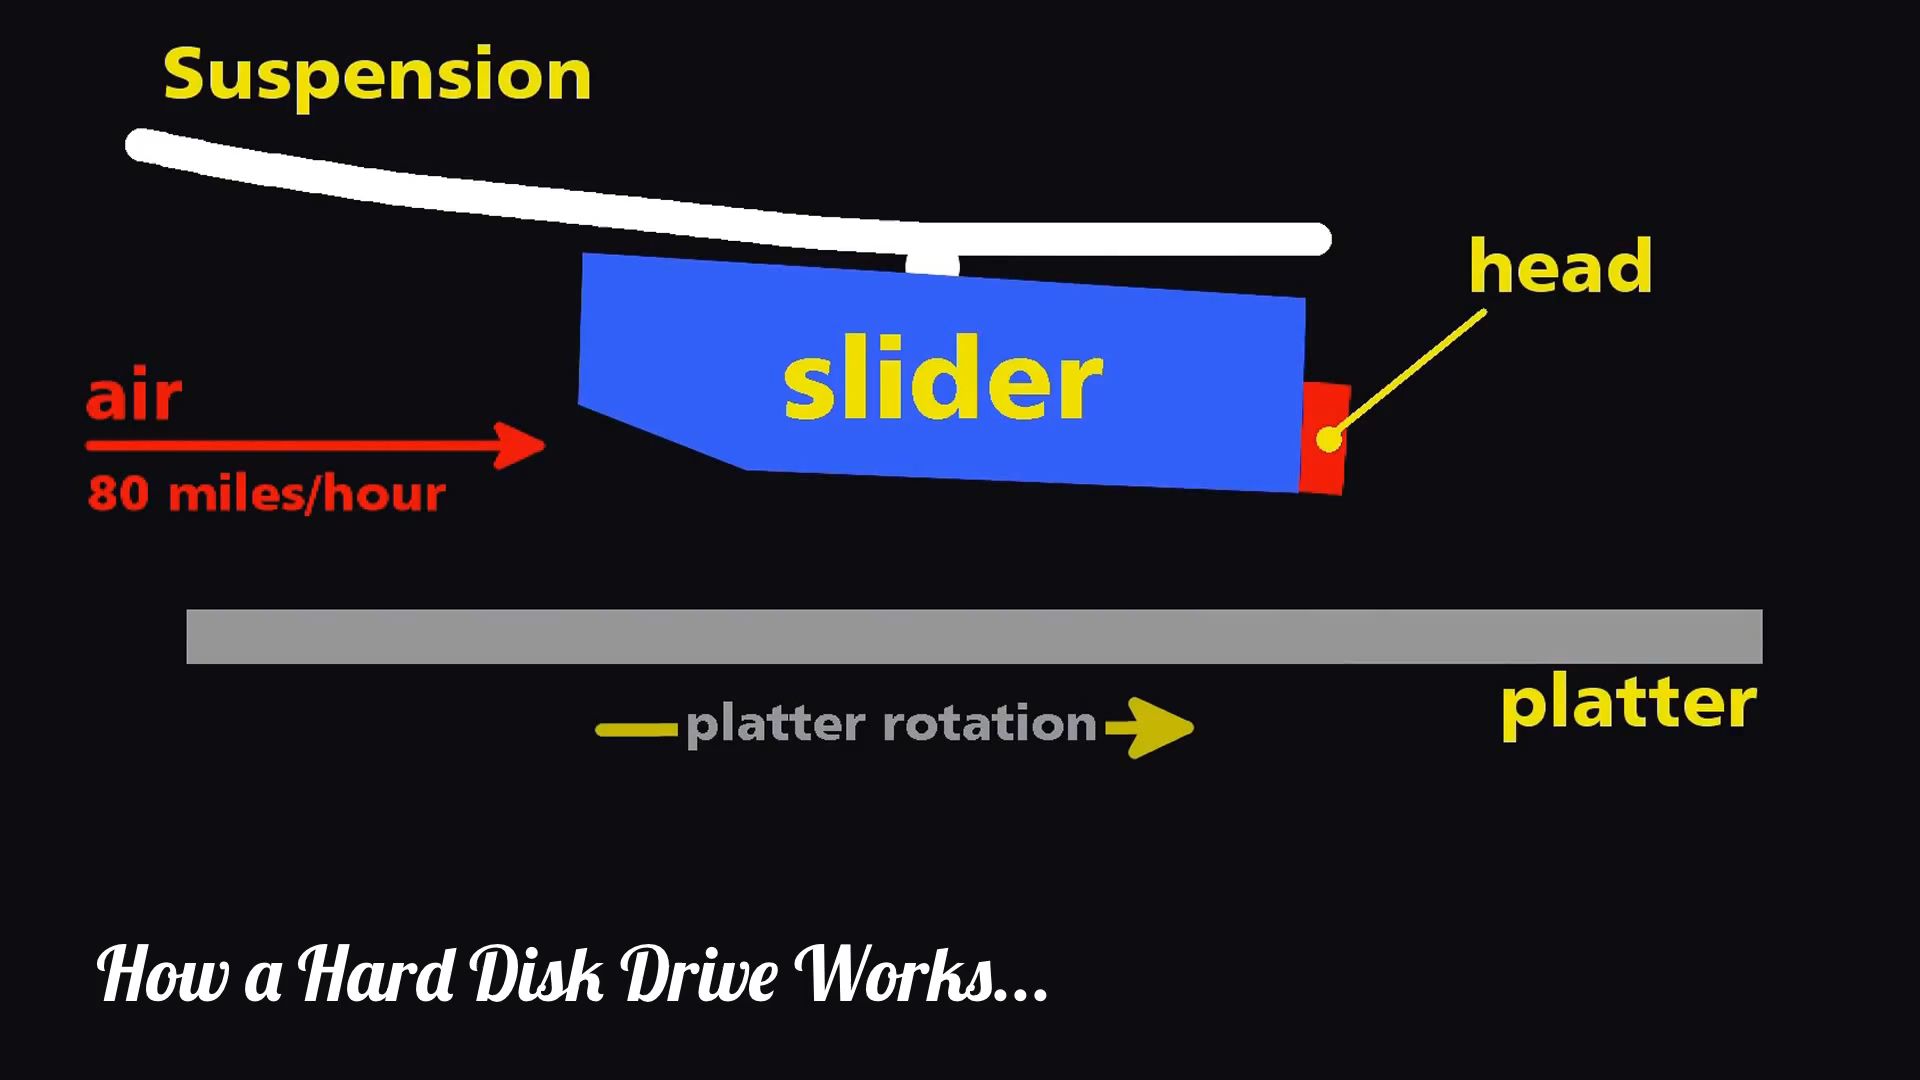 Suspension
head
slider
air
80 miles/hour
platter
platter rotation
How a Hard Disk Drive Works...